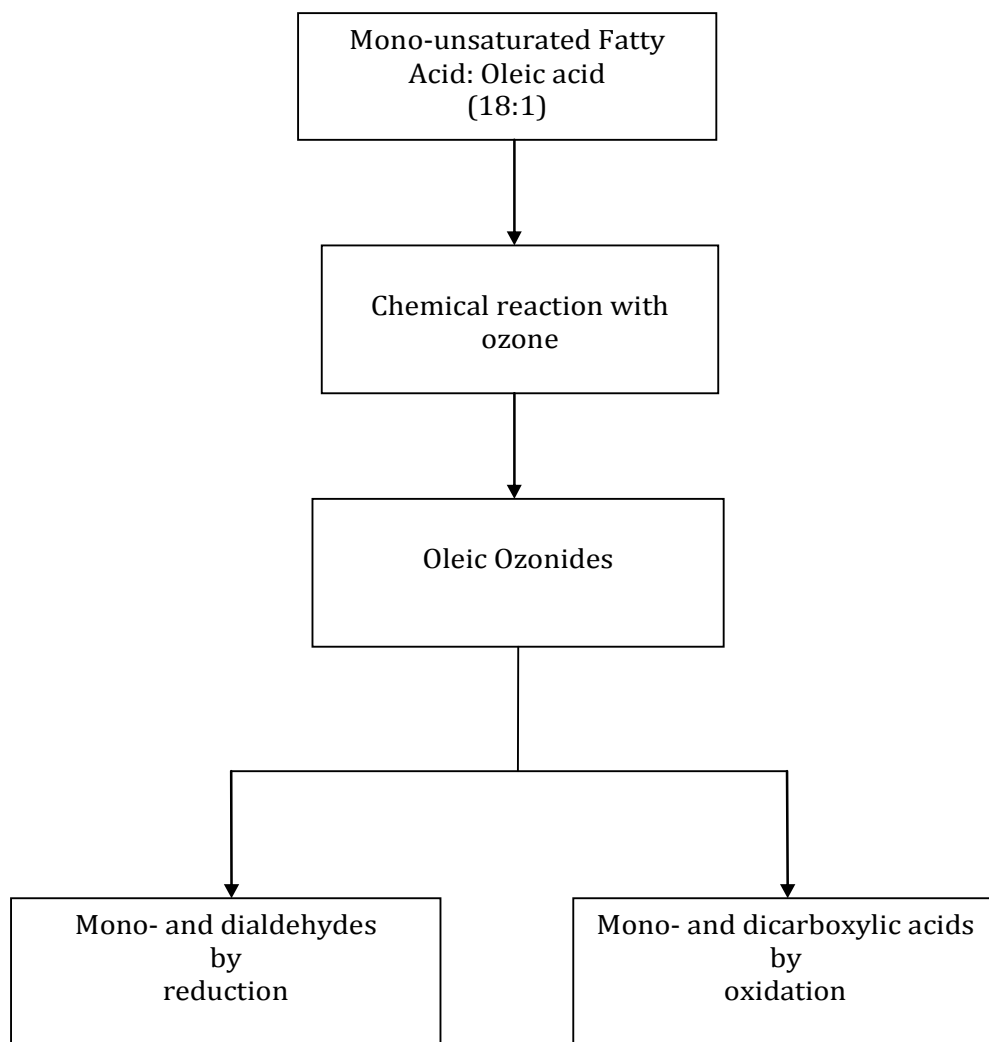 Mono-unsaturated Fatty
Acid: Oleic acid
(18:1)
Chemical reaction with
ozone
Oleic Ozonides
Mono- and dialdehydes
by
reduction
Mono- and dicarboxylic acids
by
oxidation